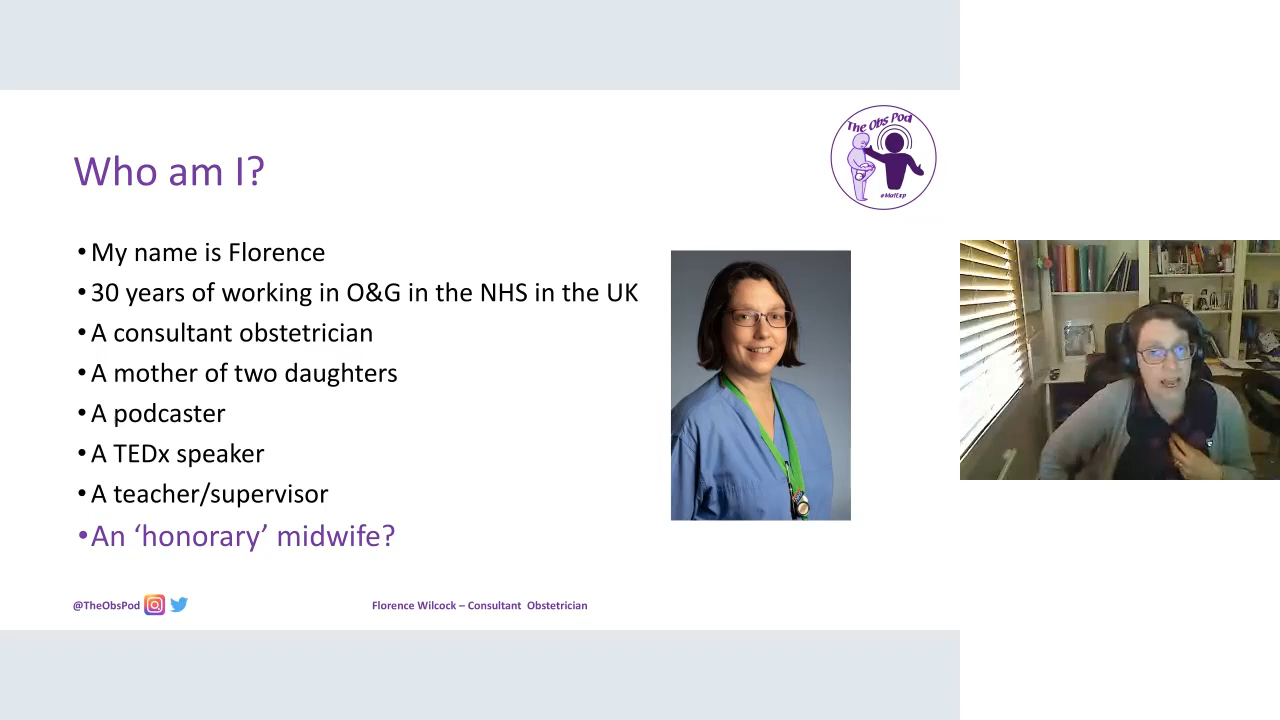 The Obs Pod
#MatExp
Who am I?
•My name is Florence
•30 years of working in O&G in the NHS in the UK
•A consultant obstetrician
•A mother of two daughters
•A podcaster
•A TEDx speaker
•A teacher/supervisor
•An ‘honorary’ midwife?
@TheObsPod
Florence Wilcock – Consultant Obstetrician